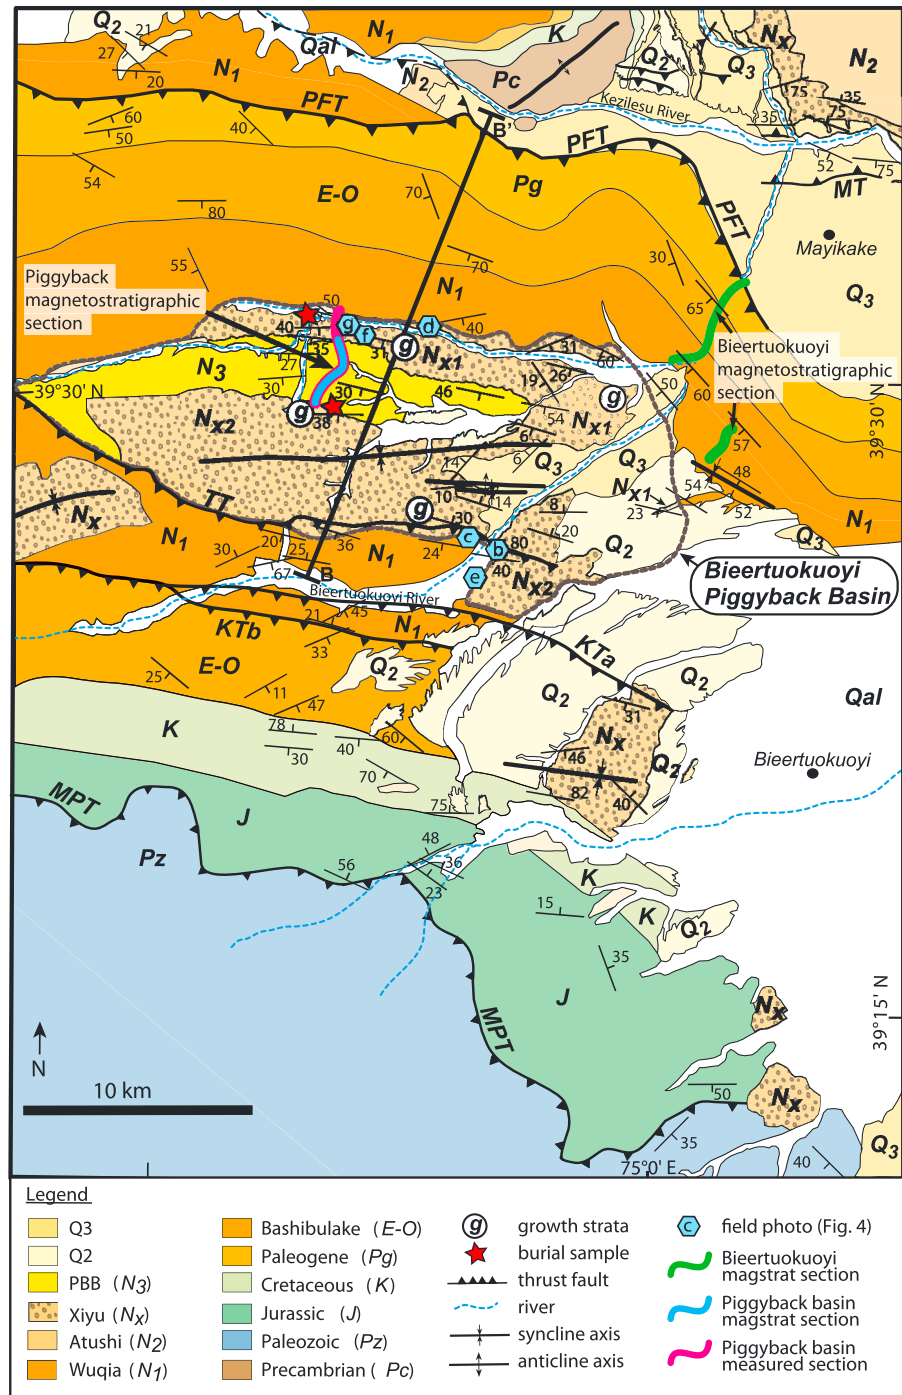 Q2
21
27
20
N1
Qal
N1
K
Pc
N2
Q2
Q3
Nx
N2
75
35
75
35
Kezilesu River
PFT
B'
PFT
60
50
40
54
E-O
80
70
Pg
52
75
MT
PFT
Mayikake
30
65
Q3
55
70
N1
Piggyback
magnetostratigraphic
section
50
40
g
f
d
40
35
31
g
Nx1
31
60
Bieertuokuoyi
magnetostratigraphic
section
39°30' N
N3
27
30
30
46
19
26
g
50
60
39°30' N
Nx2
g
38
54
Nx1
6
6
57
48
14
Q3
Q3
Nx1
547
52
23
10
14
8
Nx
TT
g
30
20
N1
Q3
N1
30
20
25
36
24
c
b
80
40
Q2
67
B
N1
e
Nx2
Bieertuokuoyi
Piggyback Basin
Bieertuokuoyi River
21
45
N1
KTb
33
KTa
E-O
Q2
25
11
47
Q2
Q2
Qal
31
K
78
60
40
30
Nx
46
Q2
Bieertuokuoyi
70
82
40
MPT
J
75
Pz
48
36
56
23
K
15
K
Q2
35
J
Nx
39°15' N
MPT
N
10 km
50
Nx
35
40
Q3
75°0' E
Legend
Q3
Q2
PBB (N3)
Xiyu (Nx)
Atushi (N2)
Wuqia (N1)
Bashibulake (E-O)
Paleogene (Pg)
Cretaceous (K)
Jurassic (J)
Paleozoic (Pz)
Precambrian (Pc)
g growth strata
burial sample
thrust fault
river
syncline axis
anticline axis
c field photo (Fig. 4)
Bieertuokuoyi
magstrat section
Piggyback basin
magstrat section
Piggyback basin
measured section